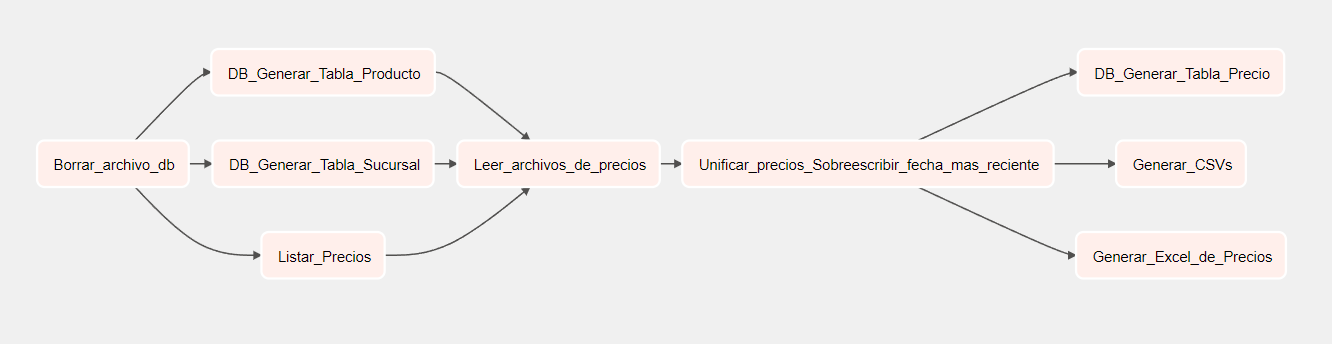 DB_Generar_Tabla_Producto
DB_Generar_Tabla_Precio
Borrar_archivo_db
DB_Generar_Tabla_Sucursal
Leer_archivos_de_precios
Unificar_precios_Sobreescribir_fecha_mas_reciente
Generar_CSVs
Listar_Precios
Generar_Excel_de_Precios